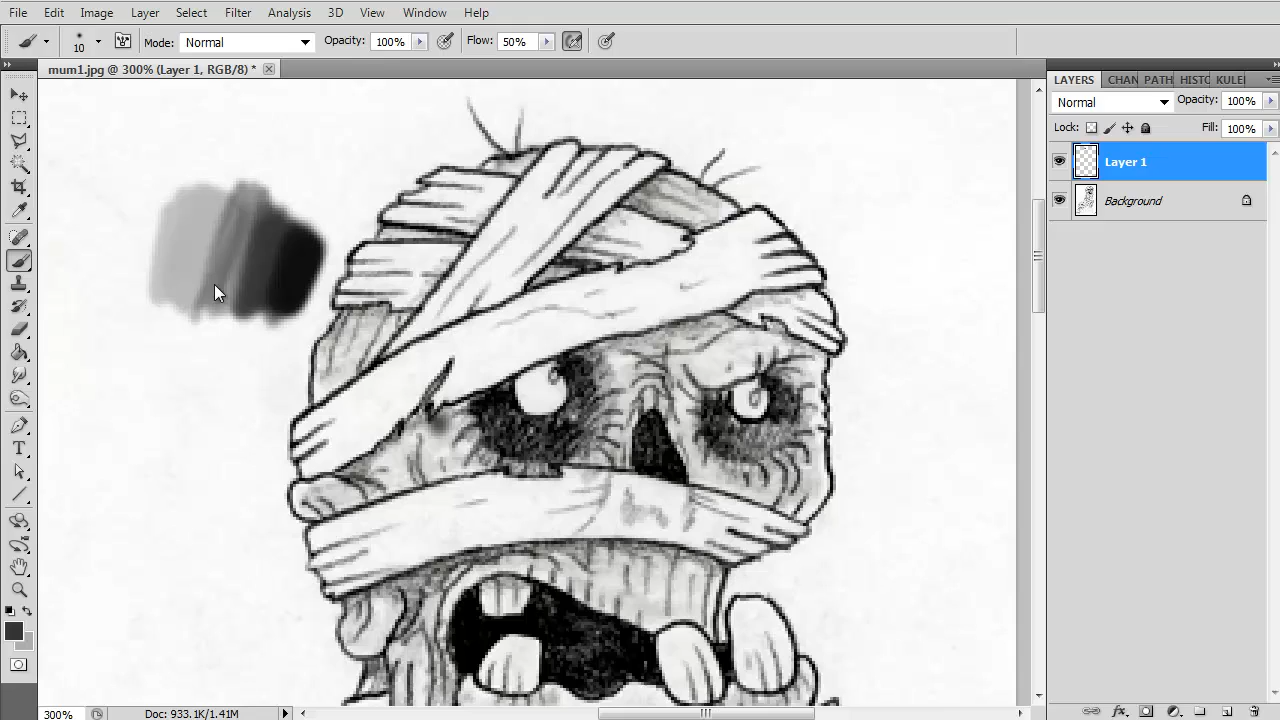 File Edit Image Layer Select Filter Analysis 3D View Window Help
10 Mode: Normal Opacity: 100% Flow: 50%
mum1.jpg @ 300% (Layer 1, RGB/8) *
LAYERS CHAN PATH HISTO KULEI
Normal Opacity: 100%
Lock: Fill: 100%
Layer 1
Background
300% Doc: 933.1K/1.41M